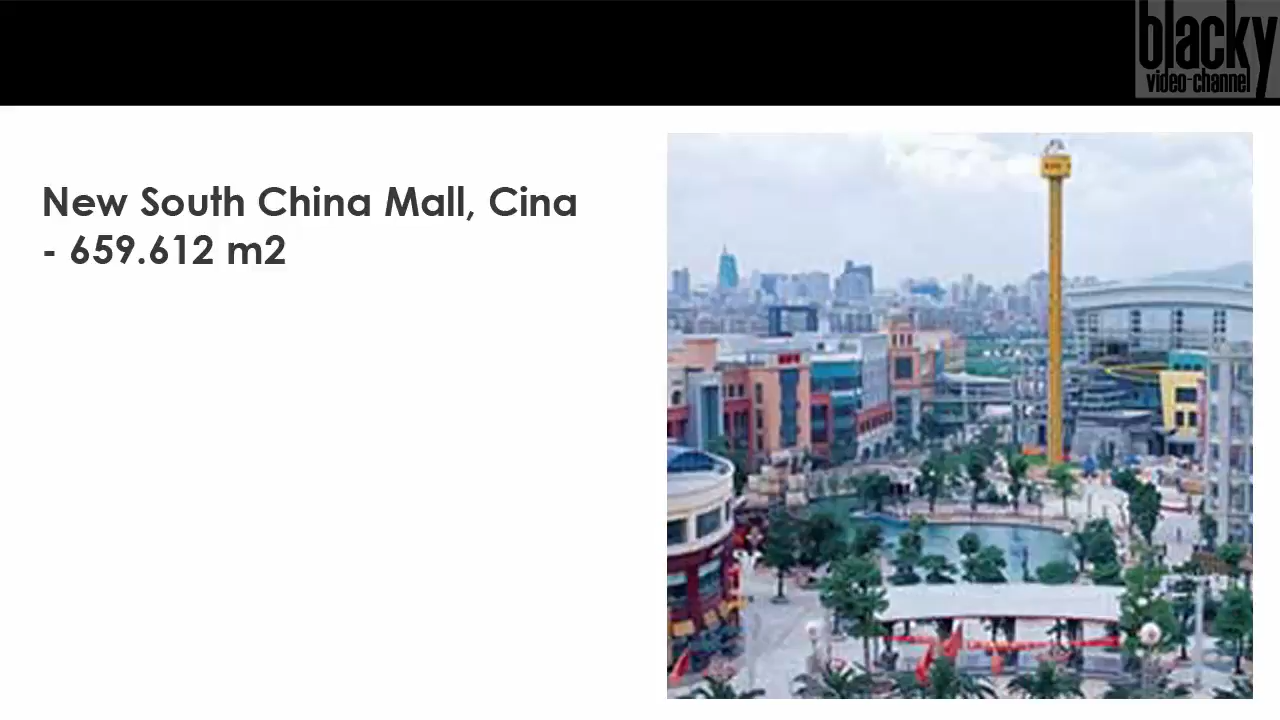 blacky
video-channel
New South China Mall, Cina
- 659.612 m2